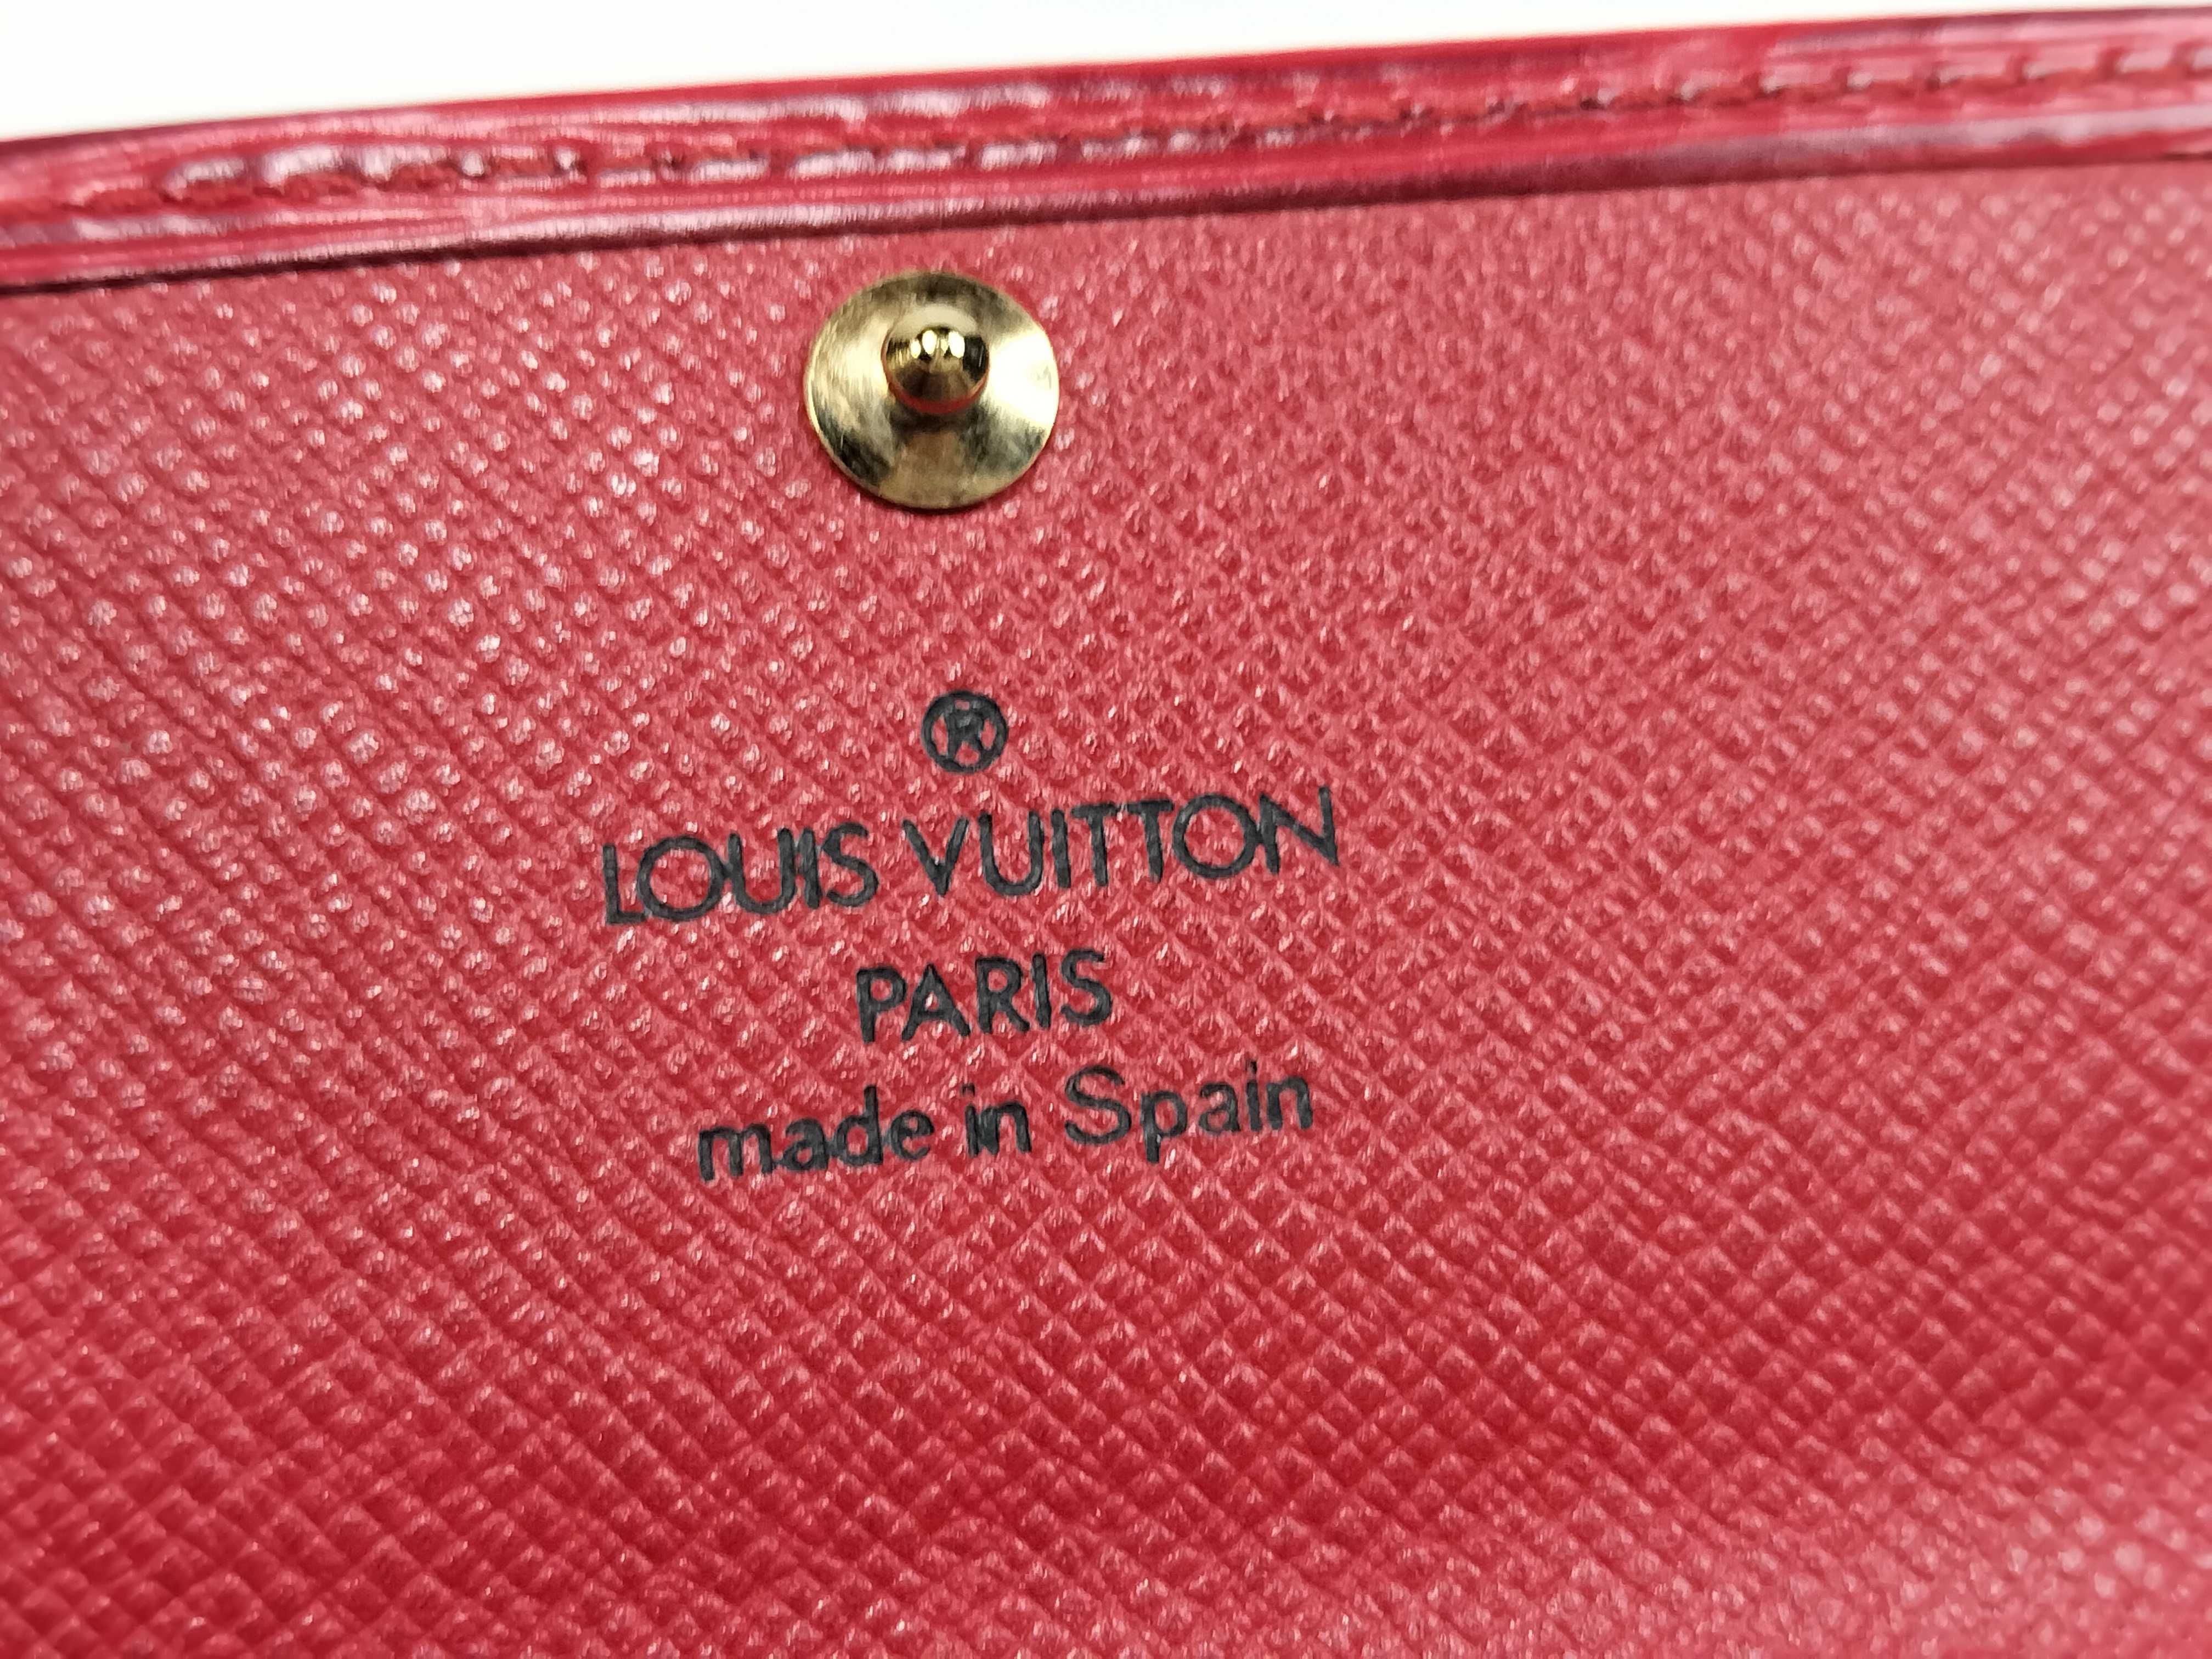 ®
LOUIS VUITTON
PARIS
made in Spain